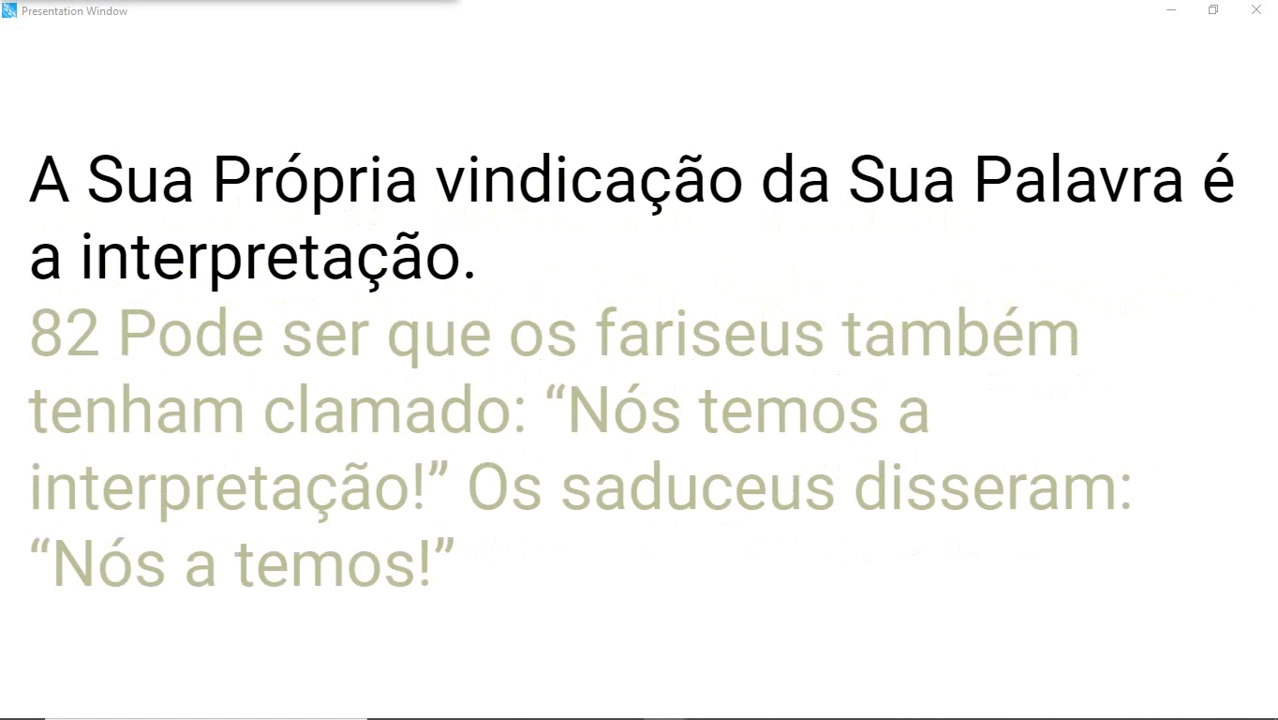 Presentation Window
A Sua Própria vindicação da Sua Palavra é
a interpretação.
82 Pode ser que os fariseus também
tenham clamado: “Nós temos a
interpretação!” Os saduceus disseram:
“Nós a temos!”